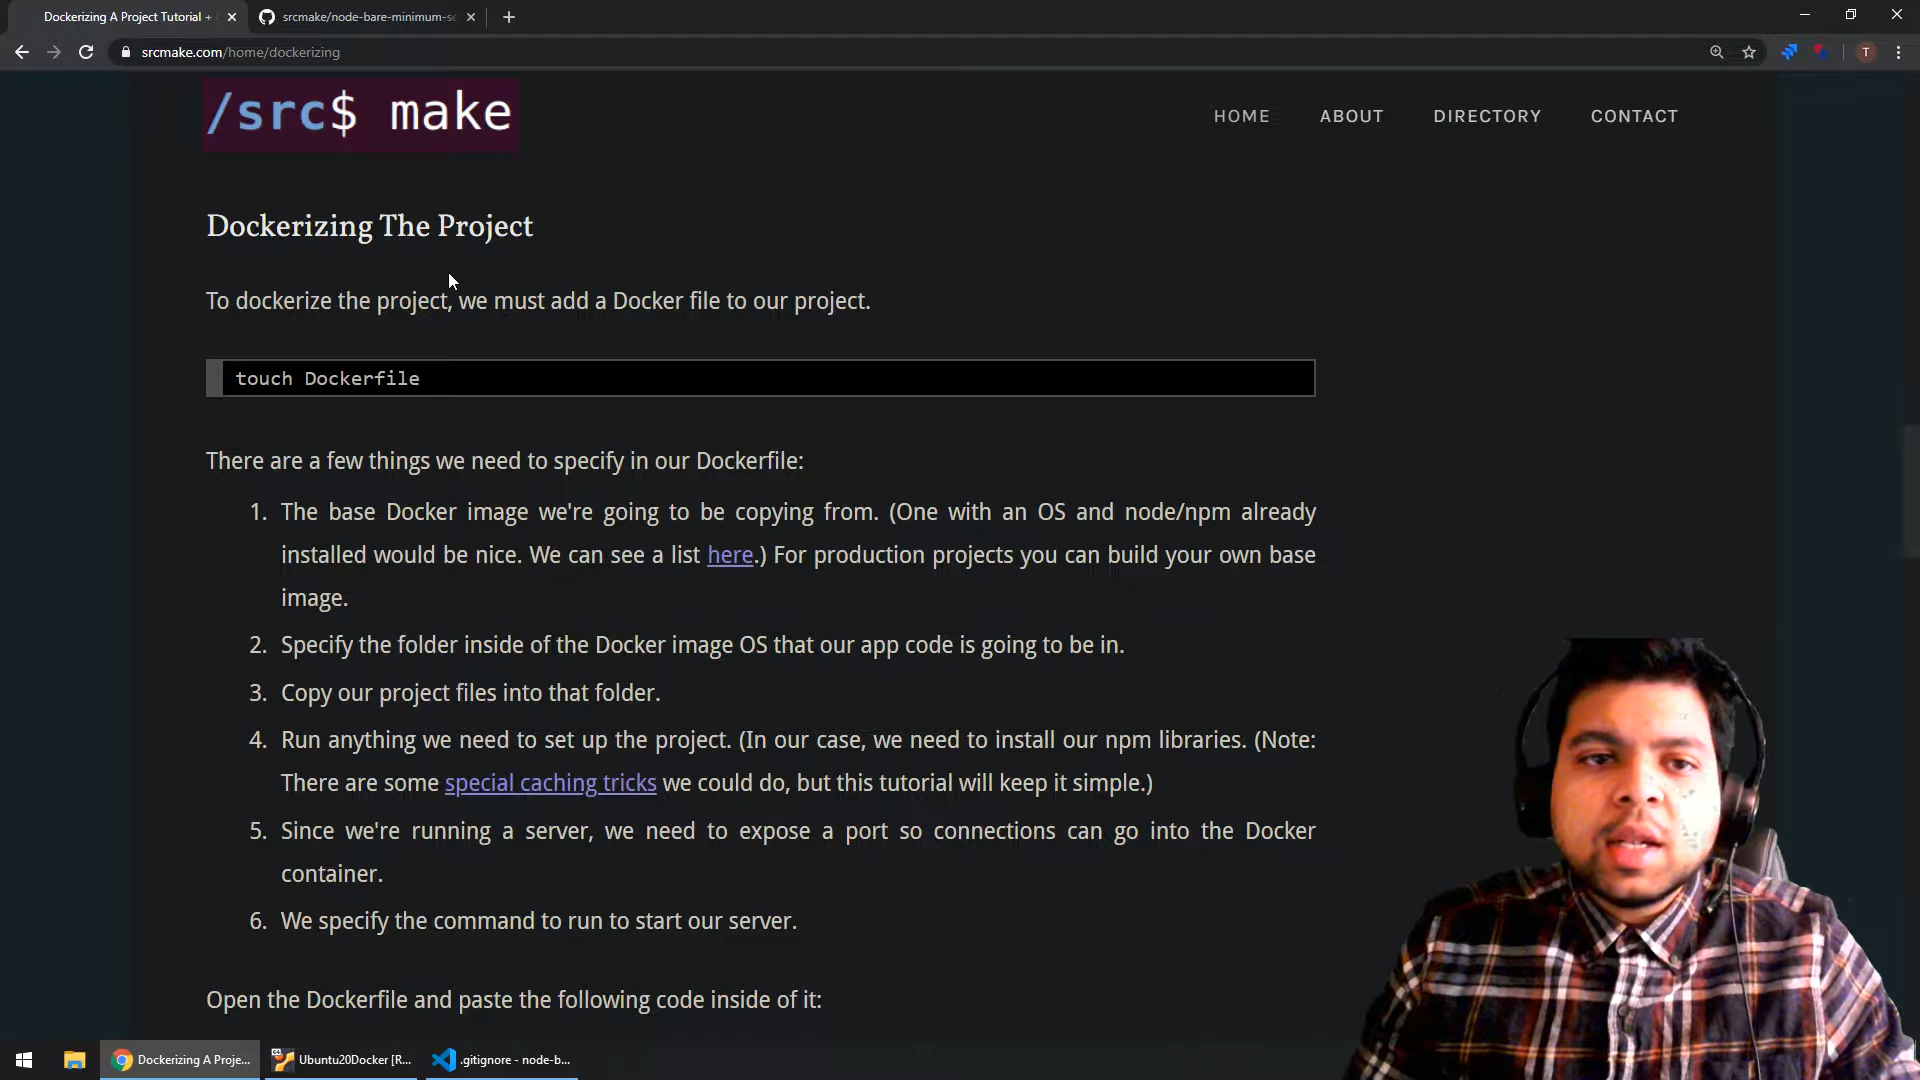 Dockerizing A Project Tutorial +
srcmake/node-bare-minimum-se
srcmake.com/home/dockerizing
T
/src$ make
HOME ABOUT DIRECTORY CONTACT
Dockerizing The Project
To dockerize the project, we must add a Docker file to our project.
touch Dockerfile
There are a few things we need to specify in our Dockerfile:
1. The base Docker image we're going to be copying from. (One with an OS and node/npm already
installed would be nice. We can see a list here.) For production projects you can build your own base
image.
2. Specify the folder inside of the Docker image OS that our app code is going to be in.
3. Copy our project files into that folder.
4. Run anything we need to set up the project. (In our case, we need to install our npm libraries. (Note:
There are some special caching tricks we could do, but this tutorial will keep it simple.)
5. Since we're running a server, we need to expose a port so connections can go into the Docker
container.
6. We specify the command to run to start our server.
Open the Dockerfile and paste the following code inside of it:
Dockerizing A Proje... Ubuntu20Docker [R... .gitignore - node-b...